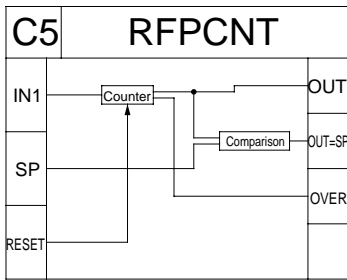 C5 RFPCNT
IN1
Counter
OUT
Comparison
OUT=SP
SP
OVER
RESET